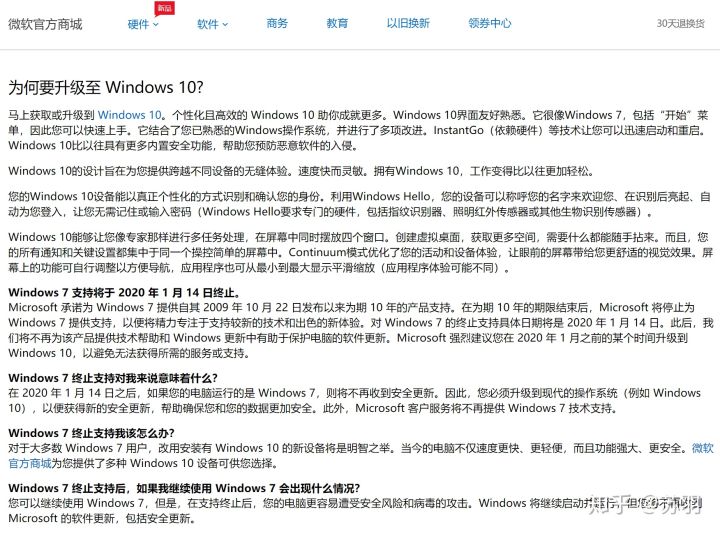 微软官方商城
硬件
新品
软件
商务
教育
以旧换新
领券中心
30天退换货
为何要升级至 Windows 10?
马上获取或升级到 Windows 10。个性化且高效的 Windows 10 助你成就更多。Windows 10界面友好熟悉。它很像Windows 7，包括“开始”菜
单，因此您可以快速上手。它结合了您已熟悉的Windows操作系统，并进行了多项改进。InstantGo（依赖硬件）等技术让您可以迅速启动和重启。
Windows 10比以往具有更多内置安全功能，帮助您预防恶意软件的入侵。
Windows 10的设计旨在为您提供跨越不同设备的无缝体验。速度快而灵敏。拥有Windows 10，工作变得比以往更加轻松。
您的Windows 10设备能以真正个性化的方式识别和确认您的身份。利用Windows Hello，您的设备可以称呼您的名字来欢迎您、在识别后亮起、自
动为您登入，让您无需记住或输入密码（Windows Hello要求专门的硬件，包括指纹识别器、照明红外传感器或其他生物识别传感器）。
Windows 10能够让您像专家那样进行多任务处理，在屏幕中同时摆放四个窗口。创建虚拟桌面，获取更多空间，需要什么都能随手拈来。而且，您
的所有通知和关键设置都集中于同一个操控简单的屏幕中。Continuum模式优化了您的活动和设备体验，让眼前的屏幕带给您更舒适的视觉效果。屏
幕上的功能可自行调整以方便导航，应用程序也可从最小到最大显示平滑缩放（应用程序体验可能不同）。
Windows 7 支持将于 2020 年 1 月 14 日终止。
Microsoft 承诺为 Windows 7 提供自其 2009 年 10 月 22 日发布以来为期 10 年的产品支持。在为期 10 年的期限结束后，Microsoft 将停止为
Windows 7 提供支持，以便将精力专注于支持较新的技术和出色的新体验。对 Windows 7 的终止支持具体日期将是 2020 年 1 月 14 日。此后，我
们将不再为该产品提供技术帮助和 Windows 更新中有助于保护电脑的软件更新。Microsoft 强烈建议您在 2020 年 1 月之前的某个时间升级到
Windows 10，以避免无法获得所需的服务或支持。
Windows 7 终止支持对我来说意味着什么?
在 2020 年 1 月 14 日之后，如果您的电脑运行的是 Windows 7，则将不再收到安全更新。因此，您必须升级到现代的操作系统（例如 Windows
10），以便获得新的安全更新，帮助确保您和您的数据更加安全。此外，Microsoft 客户服务将不再提供 Windows 7 技术支持。
Windows 7 终止支持我该怎么办?
对于大多数 Windows 7 用户，改用安装有 Windows 10 的新设备将是明智之举。当今的电脑不仅速度更快、更轻便，而且功能强大、更安全。微软
官方商城为您提供了多种 Windows 10 设备可供您选择。
Windows 7 终止支持后，如果我继续使用 Windows 7 会出现什么情况?
您可以继续使用 Windows 7，但是，在支持终止后，您的电脑更容易遭受安全风险和病毒的攻击。Windows 将继续启动并运行，但您将不再收到
Microsoft 的软件更新，包括安全更新。
知乎